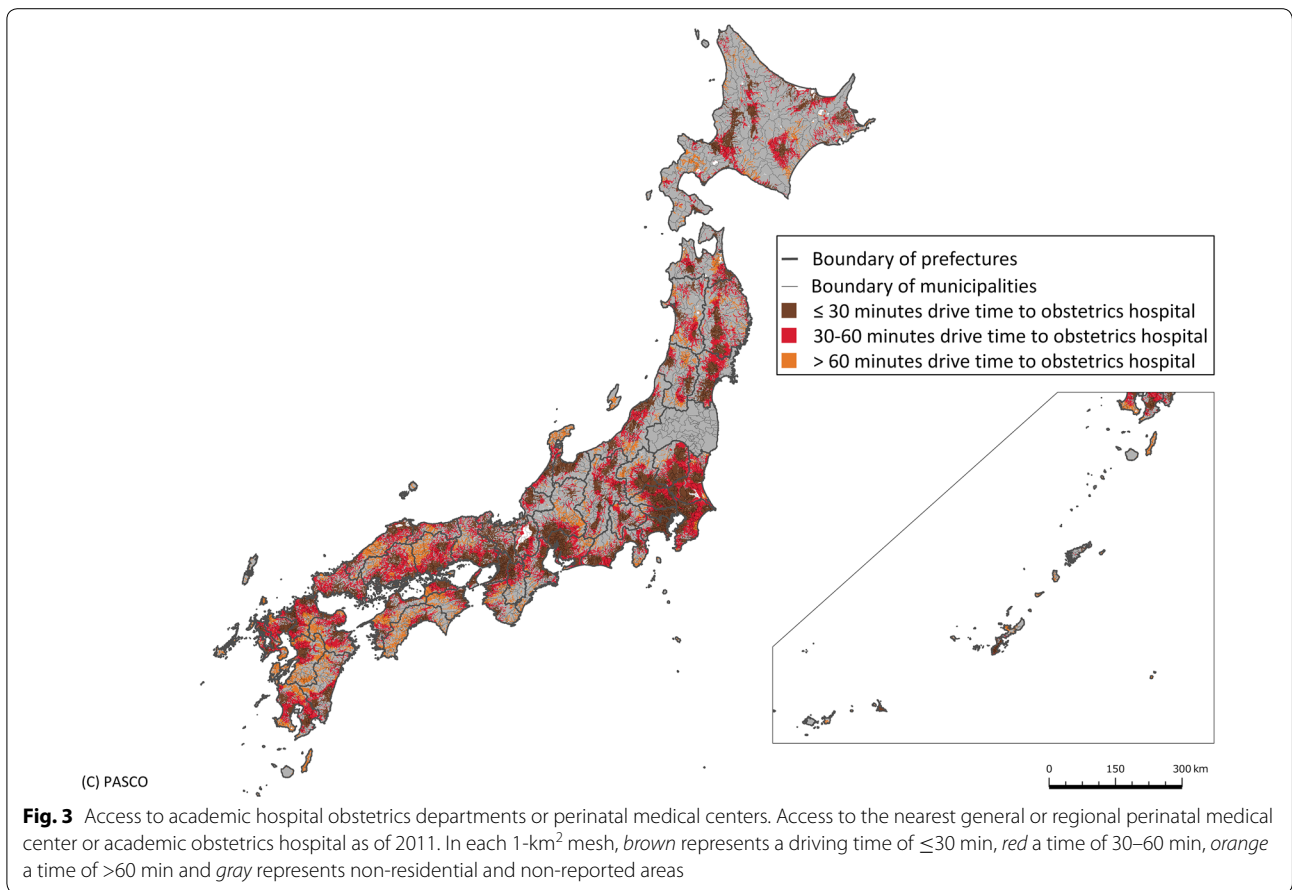 Boundary of prefectures
Boundary of municipalities
≤ 30 minutes drive time to obstetrics hospital
30-60 minutes drive time to obstetrics hospital
> 60 minutes drive time to obstetrics hospital
0 150 300 km
(C) PASCO
Fig. 3 Access to academic hospital obstetrics departments or perinatal medical centers. Access to the nearest general or regional perinatal medical
center or academic obstetrics hospital as of 2011. In each 1-km² mesh, brown represents a driving time of ≤30 min, red a time of 30–60 min, orange
a time of >60 min and gray represents non-residential and non-reported areas